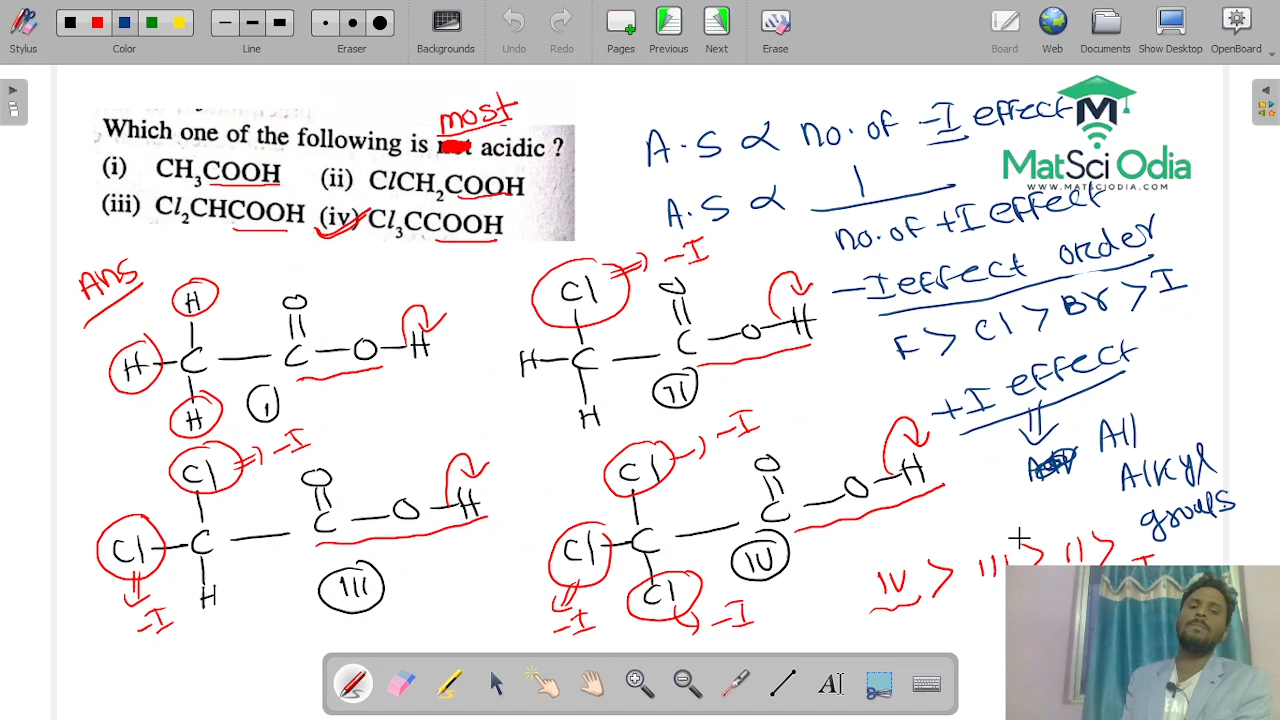 Stylus
Color
Line
Eraser
Backgrounds
Undo
Redo
Pages
Previous
Next
Erase
Board
Web
Documents
Show Desktop
OpenBoard
most
Which one of the following is acidic ?
(i) CH3COOH (ii) ClCH2COOH
(iii) Cl2CHCOOH (iv) Cl3CCOOH
A.S ∝ no. of -I effect
A.S ∝ 1
no. of +I effect
M
MatSci Odia
WWW.MATSCIODIA.COM
-I effect order
F > Cl > Br > I
+I effect
All
Alkyl
groups
Ans
H
O
H - C - C - O - H
H
I
Cl ⇒ -I
O
H - C - C - O - H
H
II
Cl ⇒ -I
O
Cl - C - C - O - H
-I
H
III
Cl → -I
O
Cl - C - C - O - H
-I
Cl → -I
IV
IV > III > II > I
A